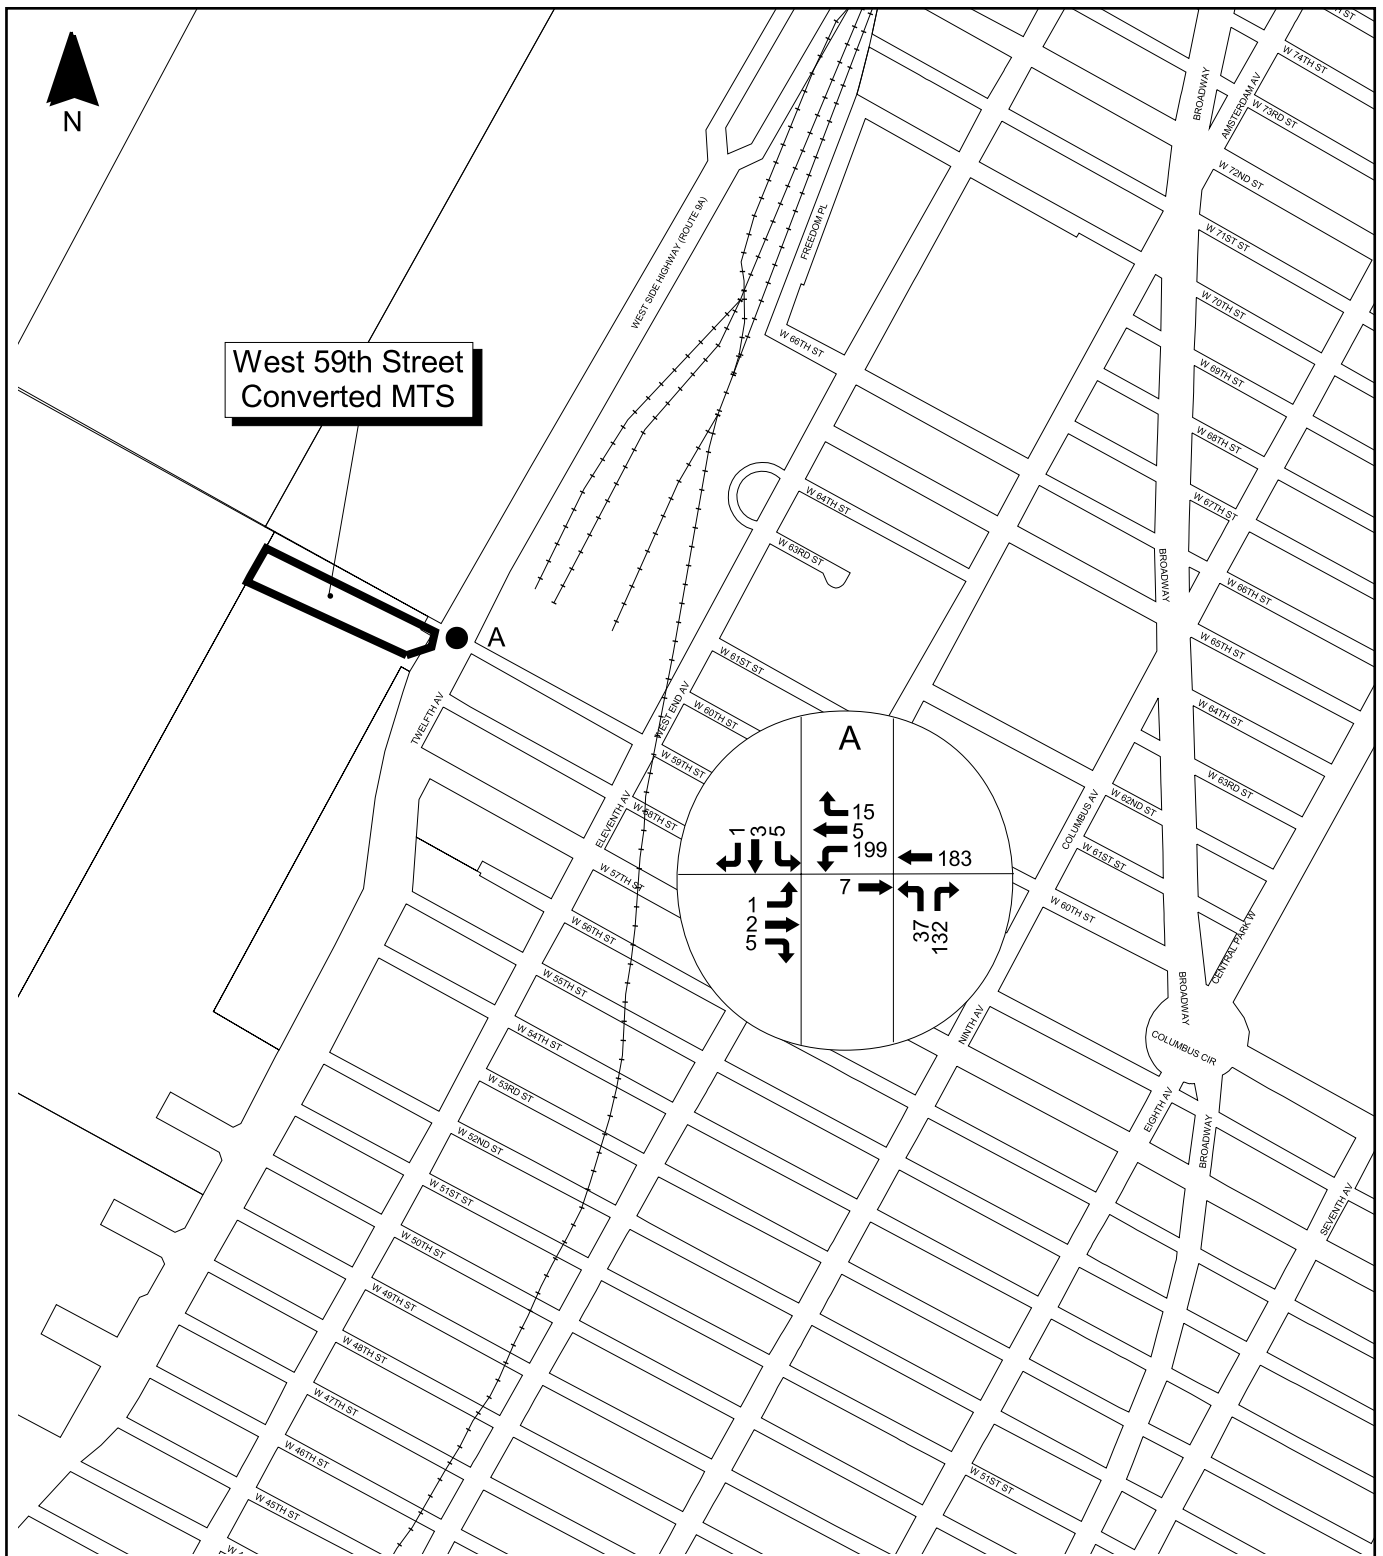 N
West 59th Street
Converted MTS
A
WEST SIDE HIGHWAY (ROUTE 9A)
FREEDOM PL
BROADWAY
AMSTERDAM AV
W 74TH ST
W 73RD ST
W 72ND ST
W 71ST ST
W 70TH ST
W 69TH ST
W 68TH ST
W 67TH ST
W 66TH ST
W 65TH ST
W 64TH ST
W 63RD ST
W 66TH ST
W 64TH ST
W 63RD ST
W 61ST ST
W 60TH ST
W 59TH ST
W 58TH ST
W 57TH ST
W 56TH ST
W 55TH ST
W 54TH ST
W 53RD ST
W 52ND ST
W 51ST ST
W 50TH ST
W 49TH ST
W 48TH ST
W 47TH ST
W 46TH ST
W 45TH ST
TWELFTH AV
ELEVENTH AV
WEST END AV
BROADWAY
COLUMBUS AV
W 62ND ST
W 61ST ST
W 60TH ST
CENTRAL PARK W
BROADWAY
COLUMBUS CIR
NINTH AV
EIGHTH AV
BROADWAY
SEVENTH AV
W 51ST ST
A
15
5
199
183
1
3
5
7
1
2
5
37
132